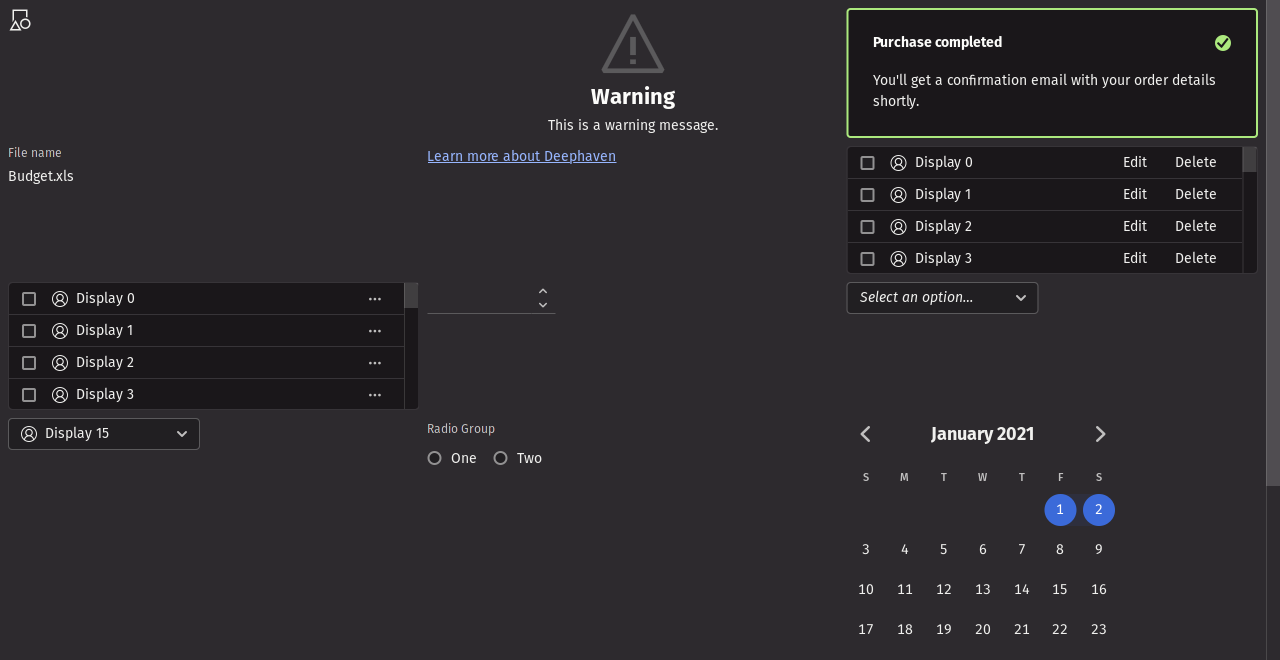 Warning
This is a warning message.
Purchase completed
You'll get a confirmation email with your order details
shortly.
File name
Budget.xls
Learn more about Deephaven
Display 0 Edit Delete
Display 1 Edit Delete
Display 2 Edit Delete
Display 3 Edit Delete
Display 0
Display 1
Display 2
Display 3
Select an option...
Display 15
Radio Group
One Two
January 2021
S M T W T F S
1 2
3 4 5 6 7 8 9
10 11 12 13 14 15 16
17 18 19 20 21 22 23